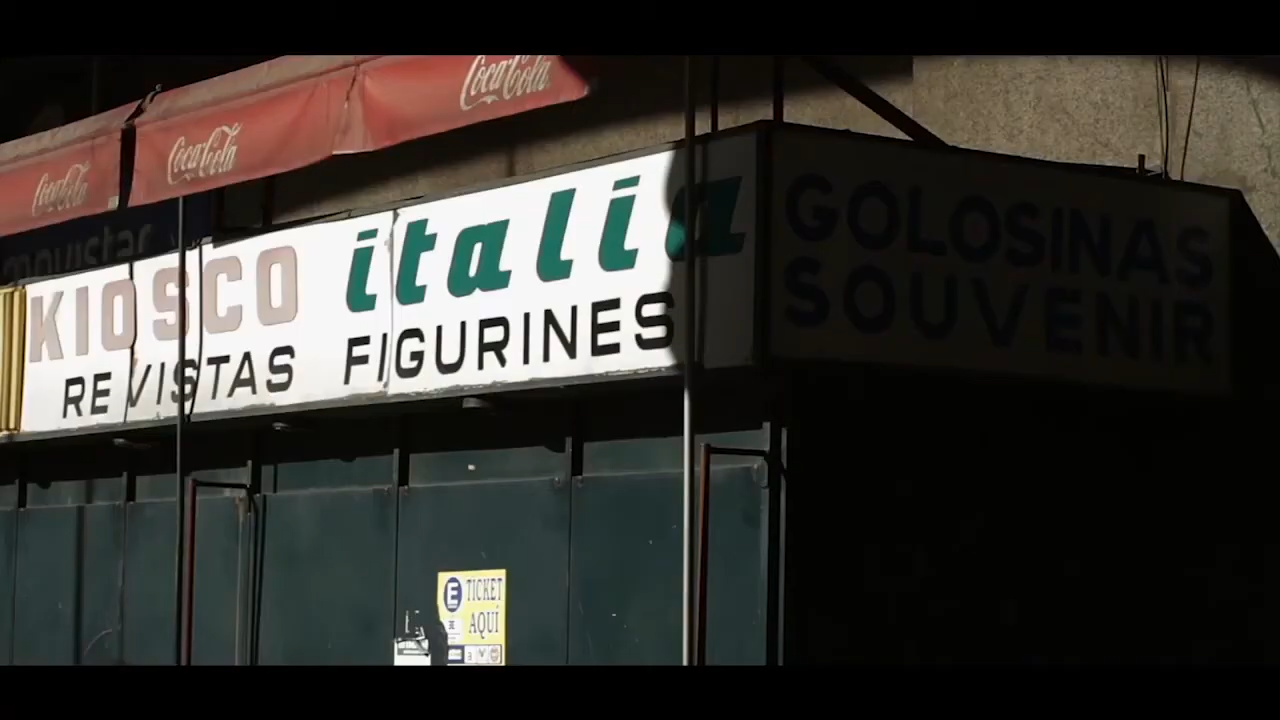 Coca-Cola
Coca-Cola
Coca-Cola
movistar
KIOSCO italia
REVISTAS FIGURINES
GOLOSINAS
SOUVENIR
E TICKET
AQUÍ